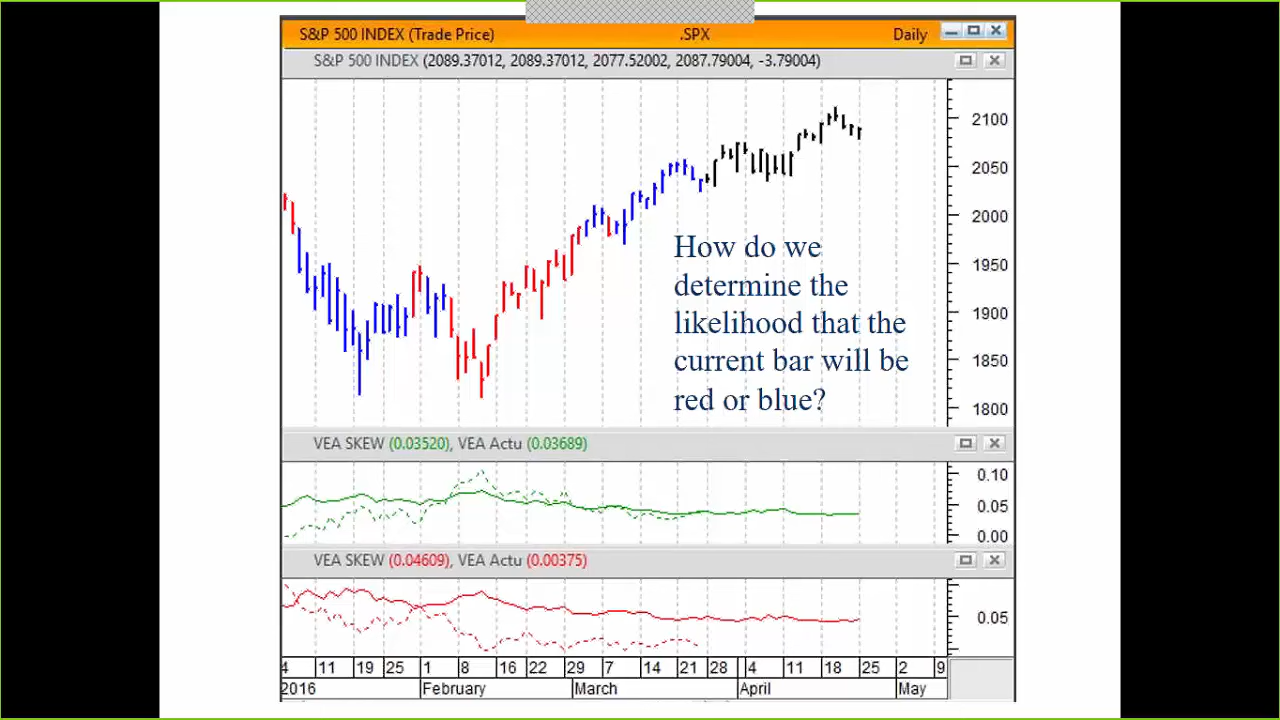 S&P 500 INDEX (Trade Price) .SPX Daily
S&P 500 INDEX (2089.37012, 2089.37012, 2077.52002, 2087.79004, -3.79004)
2100
2050
2000
1950
1900
1850
1800
How do we
determine the
likelihood that the
current bar will be
red or blue?
VEA SKEW (0.03520), VEA Actu (0.03689)
0.10
0.05
0.00
VEA SKEW (0.04609), VEA Actu (0.00375)
0.05
4 11 19 25 1 8 16 22 29 7 14 21 28 4 11 18 25 2 9
2016 February March April May